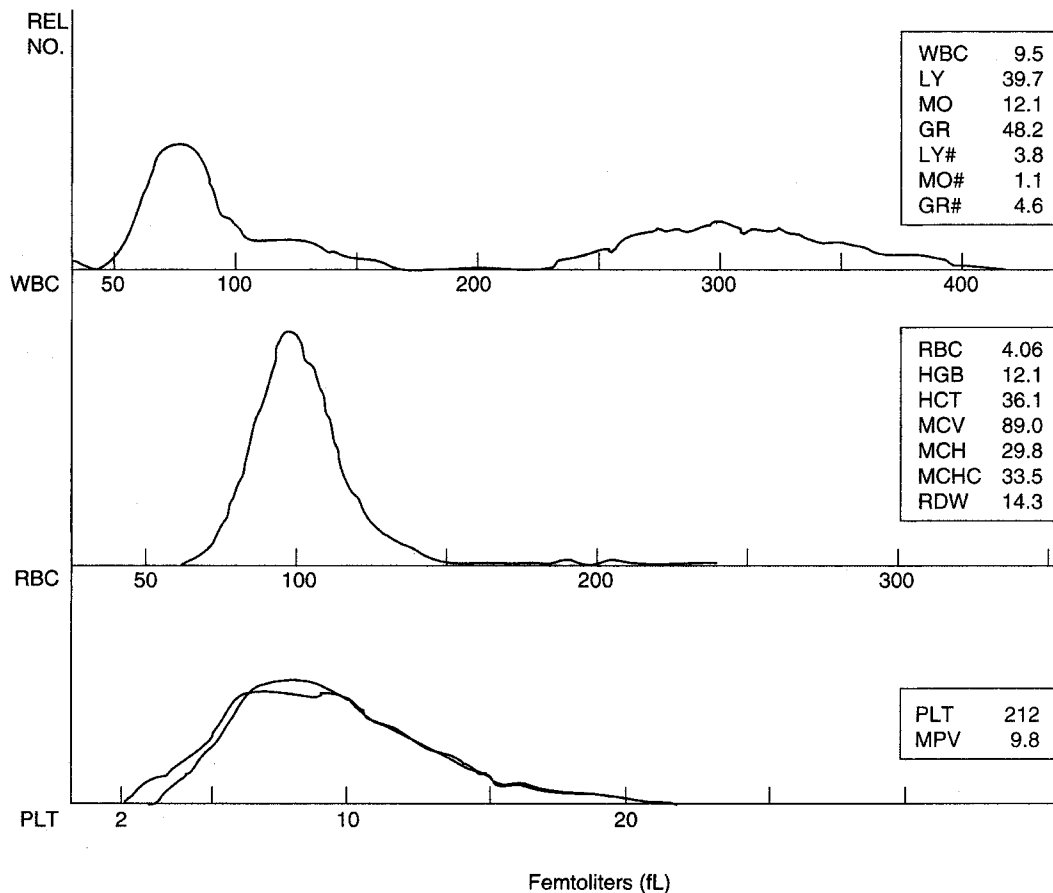 REL
NO.
WBC 9.5
LY 39.7
MO 12.1
GR 48.2
LY# 3.8
MO# 1.1
GR# 4.6
WBC 50 100 200 300 400
RBC 4.06
HGB 12.1
HCT 36.1
MCV 89.0
MCH 29.8
MCHC 33.5
RDW 14.3
RBC 50 100 200 300
PLT 212
MPV 9.8
PLT 2 10 20
Femtoliters (fL)